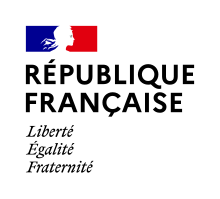 RÉPUBLIQUE
FRANÇAISE
Liberté
Égalité
Fraternité